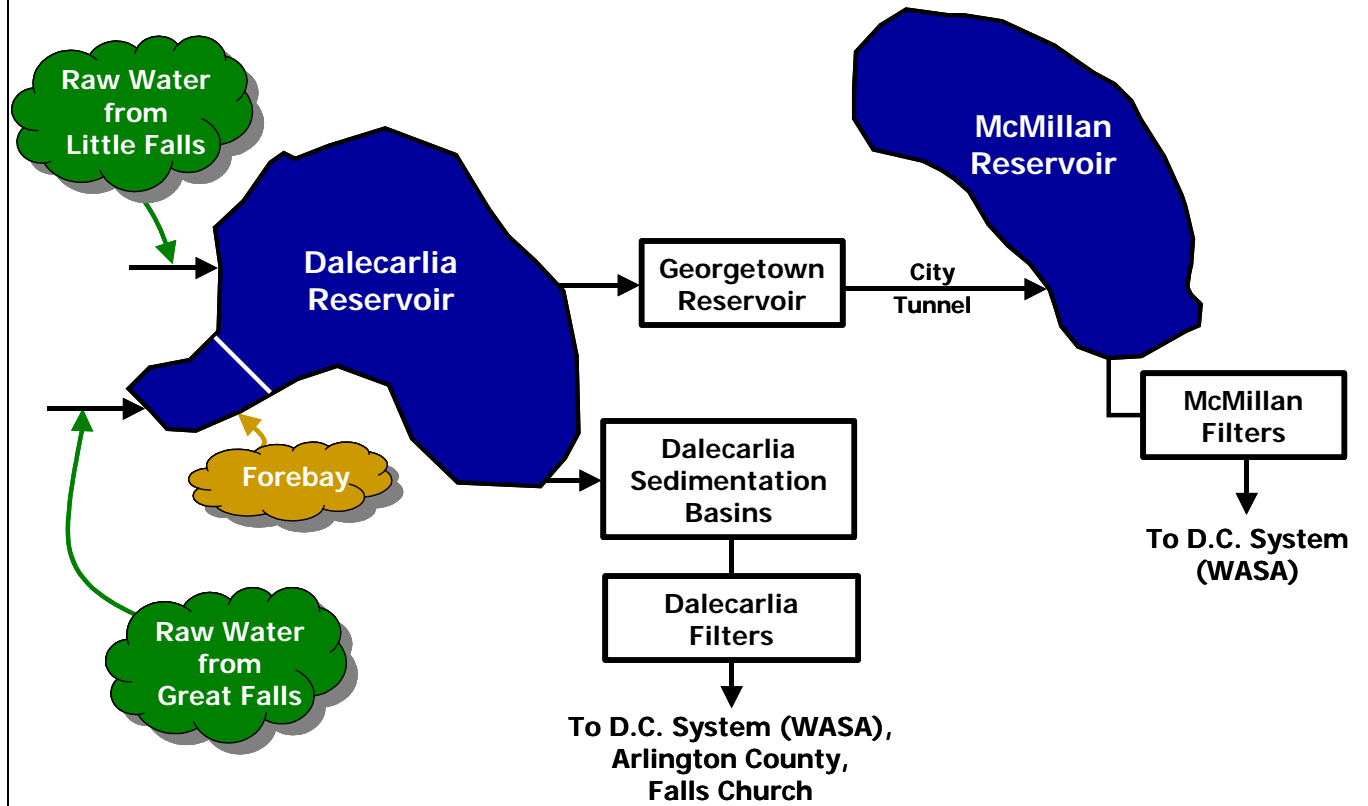 Raw Water
from
Little Falls
Dalecarlia
Reservoir
Georgetown
Reservoir
City
Tunnel
McMillan
Reservoir
McMillan
Filters
To D.C. System
(WASA)
Forebay
Raw Water
from
Great Falls
Dalecarlia
Sedimentation
Basins
Dalecarlia
Filters
To D.C. System (WASA),
Arlington County,
Falls Church